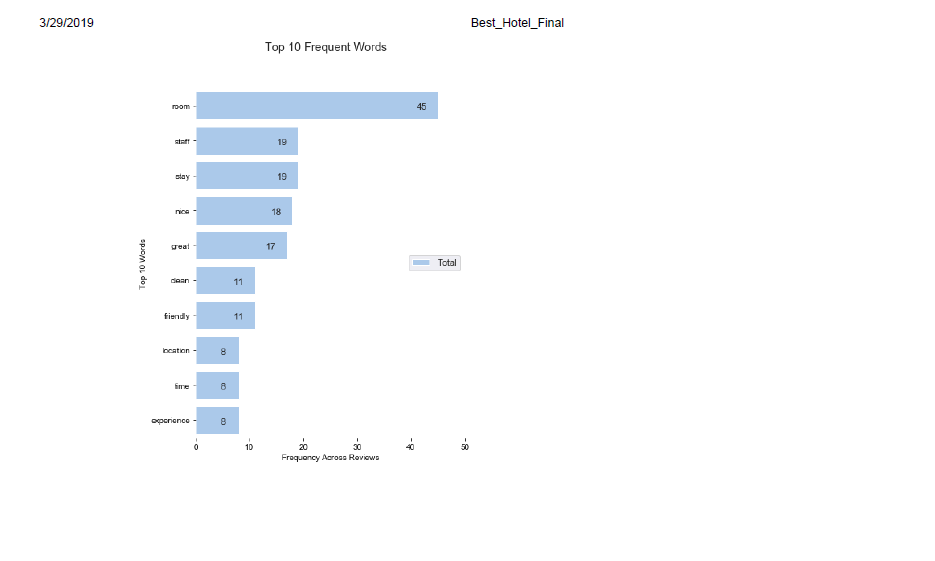 3/29/2019 Best_Hotel_Final
Top 10 Frequent Words
room 45
staff 19
stay 19
nice 18
great 17
Top 10 Words
Total
clean 11
friendly 11
location 8
time 8
experience 8
0 10 20 30 40 50
Frequency Across Reviews